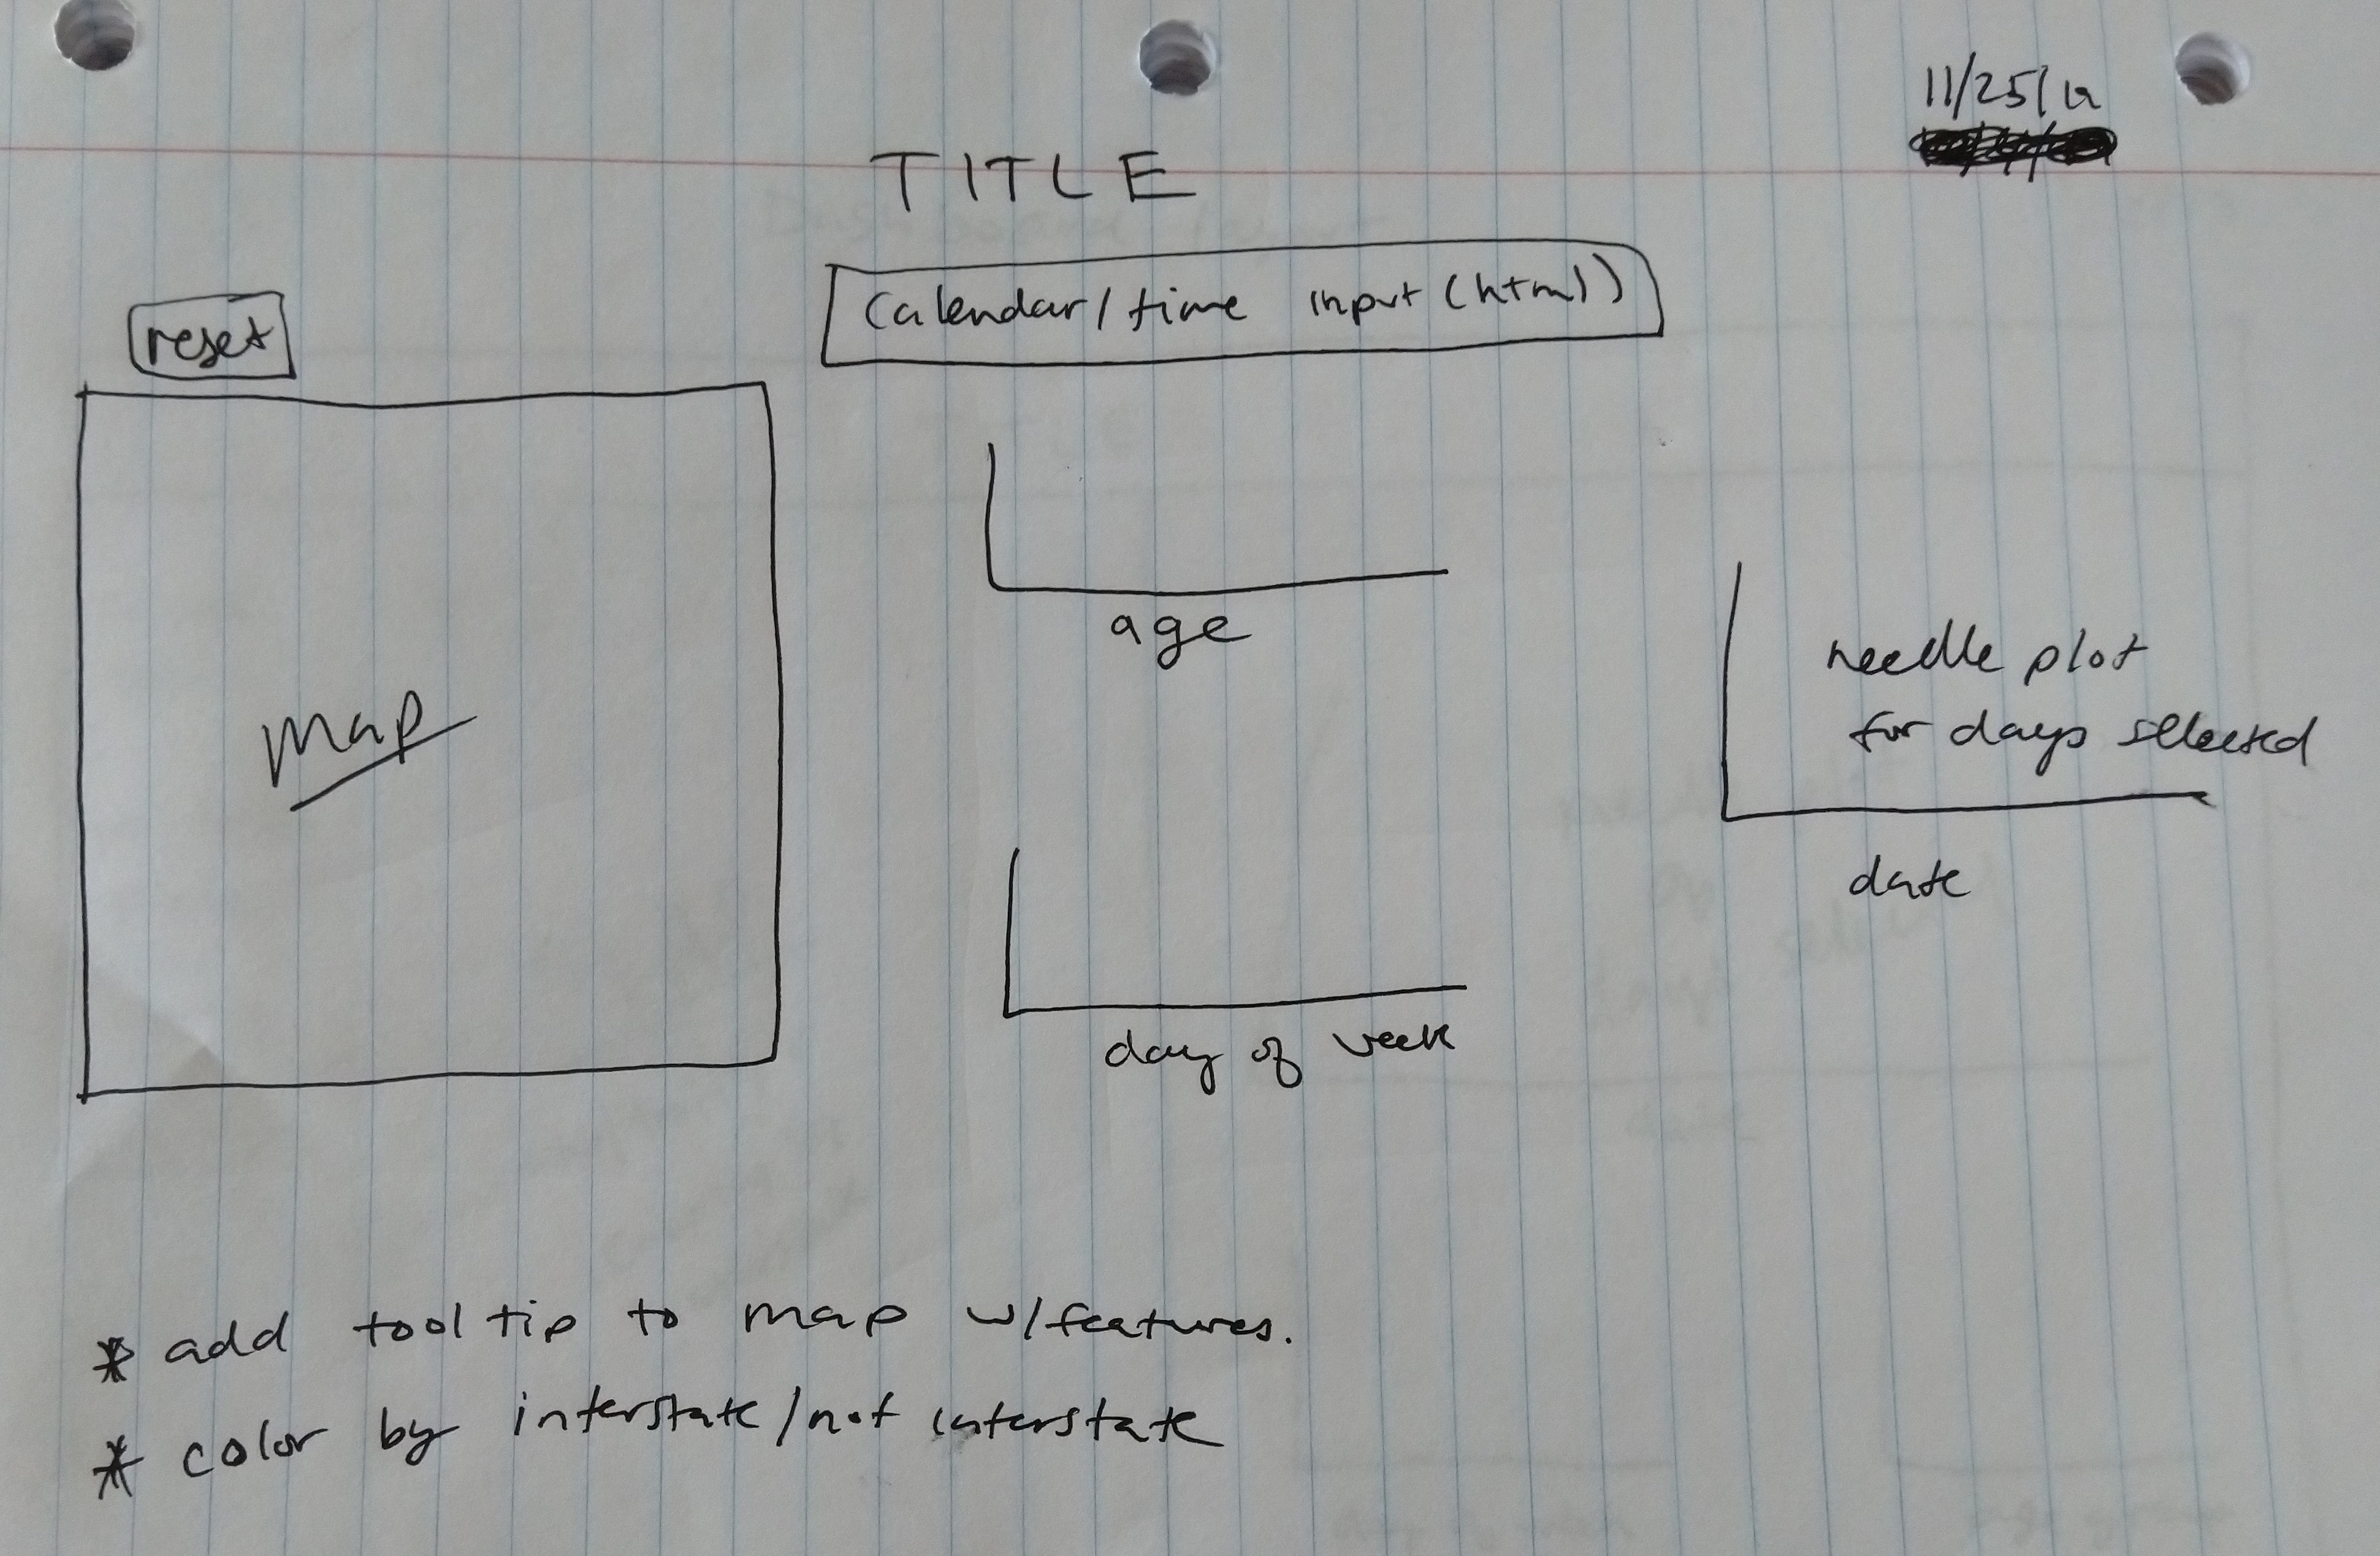 11/25/
TITLE
Calendar/time input (html)
reset
age
map
needle plot
for days selected
date
day of week
* add tool tip to map w/features.
* color by interstate/not interstate